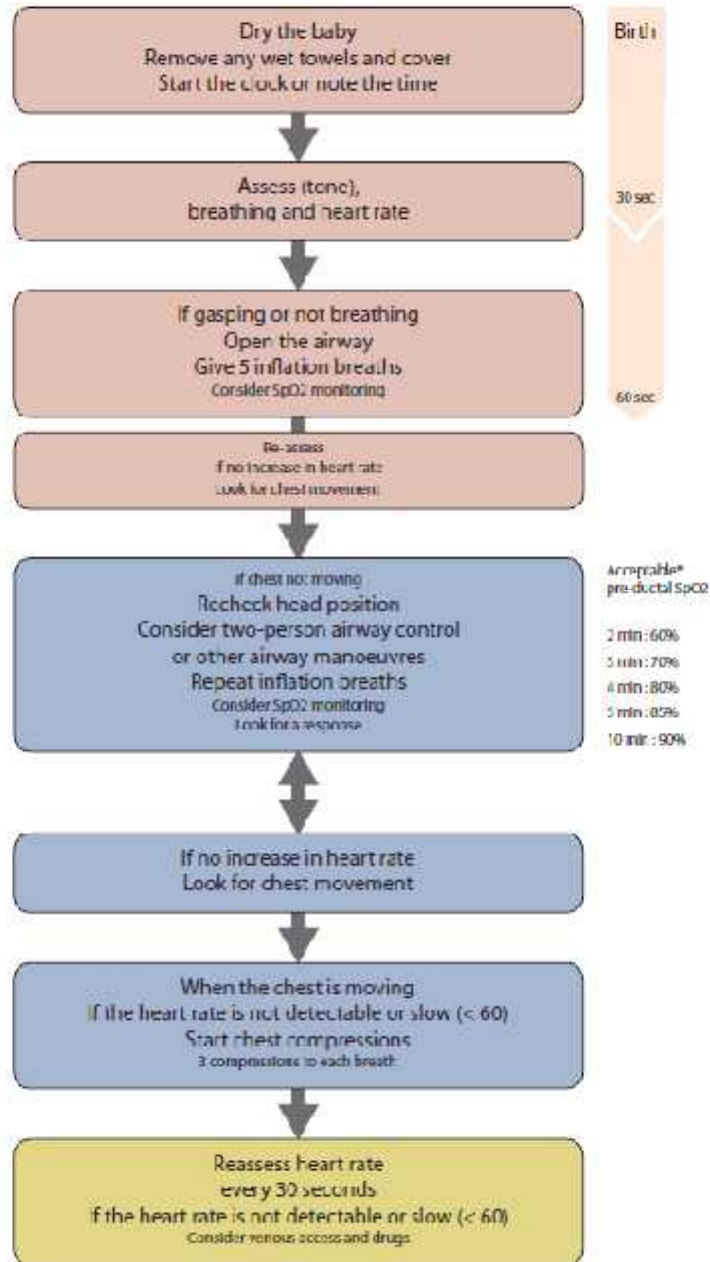 Dry the baby
Remove any wet towels and cover
Start the clock or note the time
Birth
Assess (tone),
breathing and heart rate
30 sec
If gasping or not breathing
Open the airway
Give 5 inflation breaths
Consider SpO2 monitoring
60 sec
Re-assess
If no increase in heart rate
Look for chest movement
If chest not moving
Recheck head position
Consider two-person airway control
or other airway manoeuvres
Repeat inflation breaths
Consider SpO2 monitoring
Look for a response
Acceptable*
pre-ductal SpO2
2 min : 60%
3 min : 70%
4 min : 80%
5 min : 85%
10 min : 90%
If no increase in heart rate
Look for chest movement
When the chest is moving
If the heart rate is not detectable or slow (< 60)
Start chest compressions
3 compressions to each breath
Reassess heart rate
every 30 seconds
If the heart rate is not detectable or slow (< 60)
Consider venous access and drugs